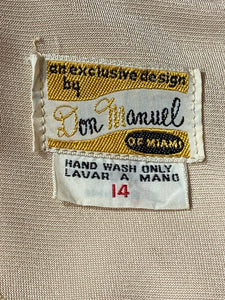 an exclusive design
by
Don Manuel
OF MIAMI
HAND WASH ONLY
LAVAR A MANO
14